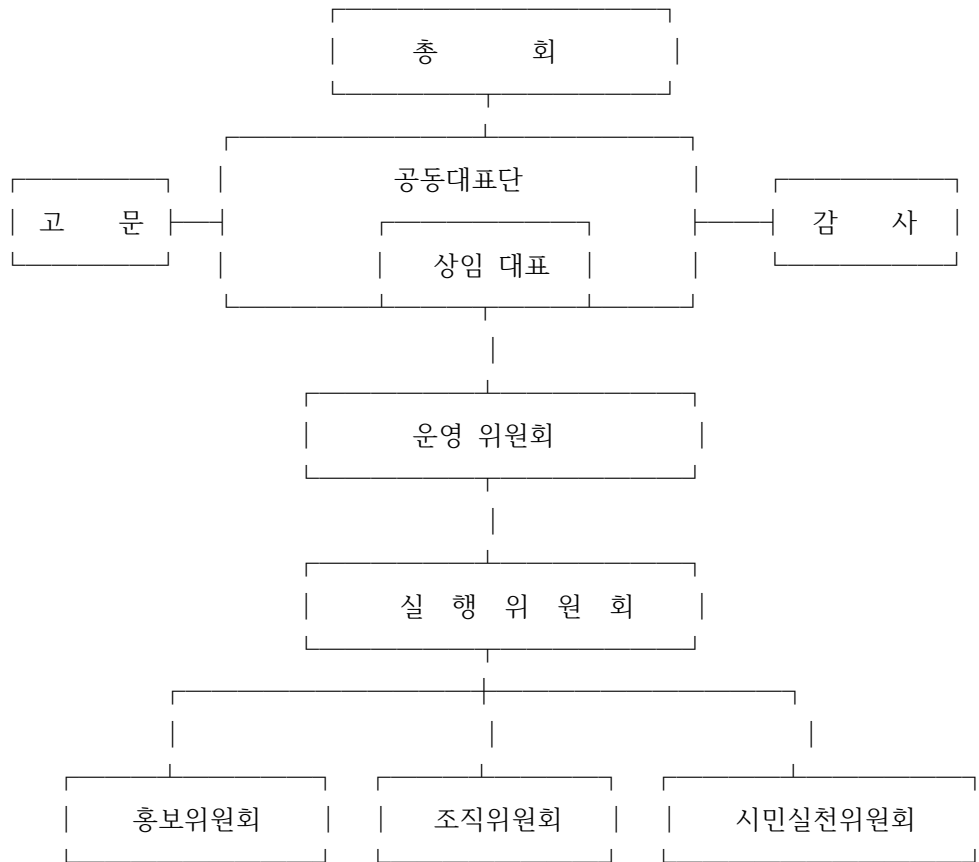 총 회
공동대표단
고 문 감 사
상임 대표
운영 위원회
실 행 위 원 회
홍보위원회 조직위원회 시민실천위원회